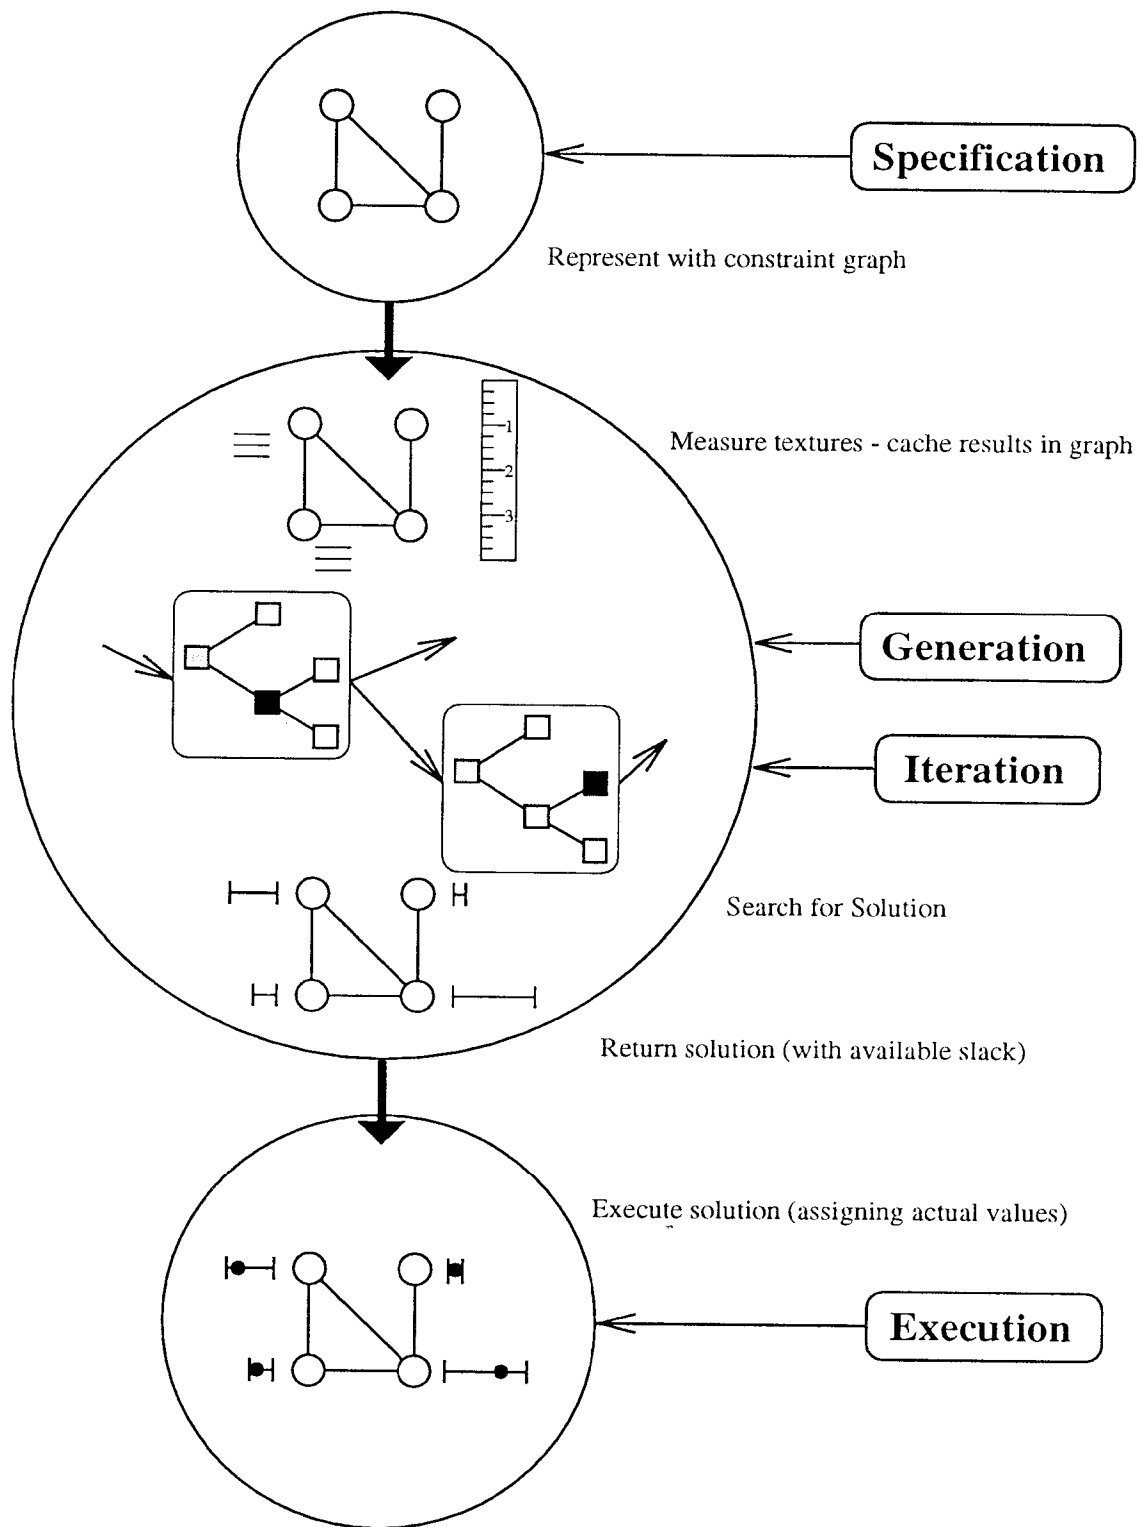 Specification
Represent with constraint graph
1
2
3
Measure textures - cache results in graph
Generation
Iteration
Search for Solution
Return solution (with available slack)
Execute solution (assigning actual values)
Execution